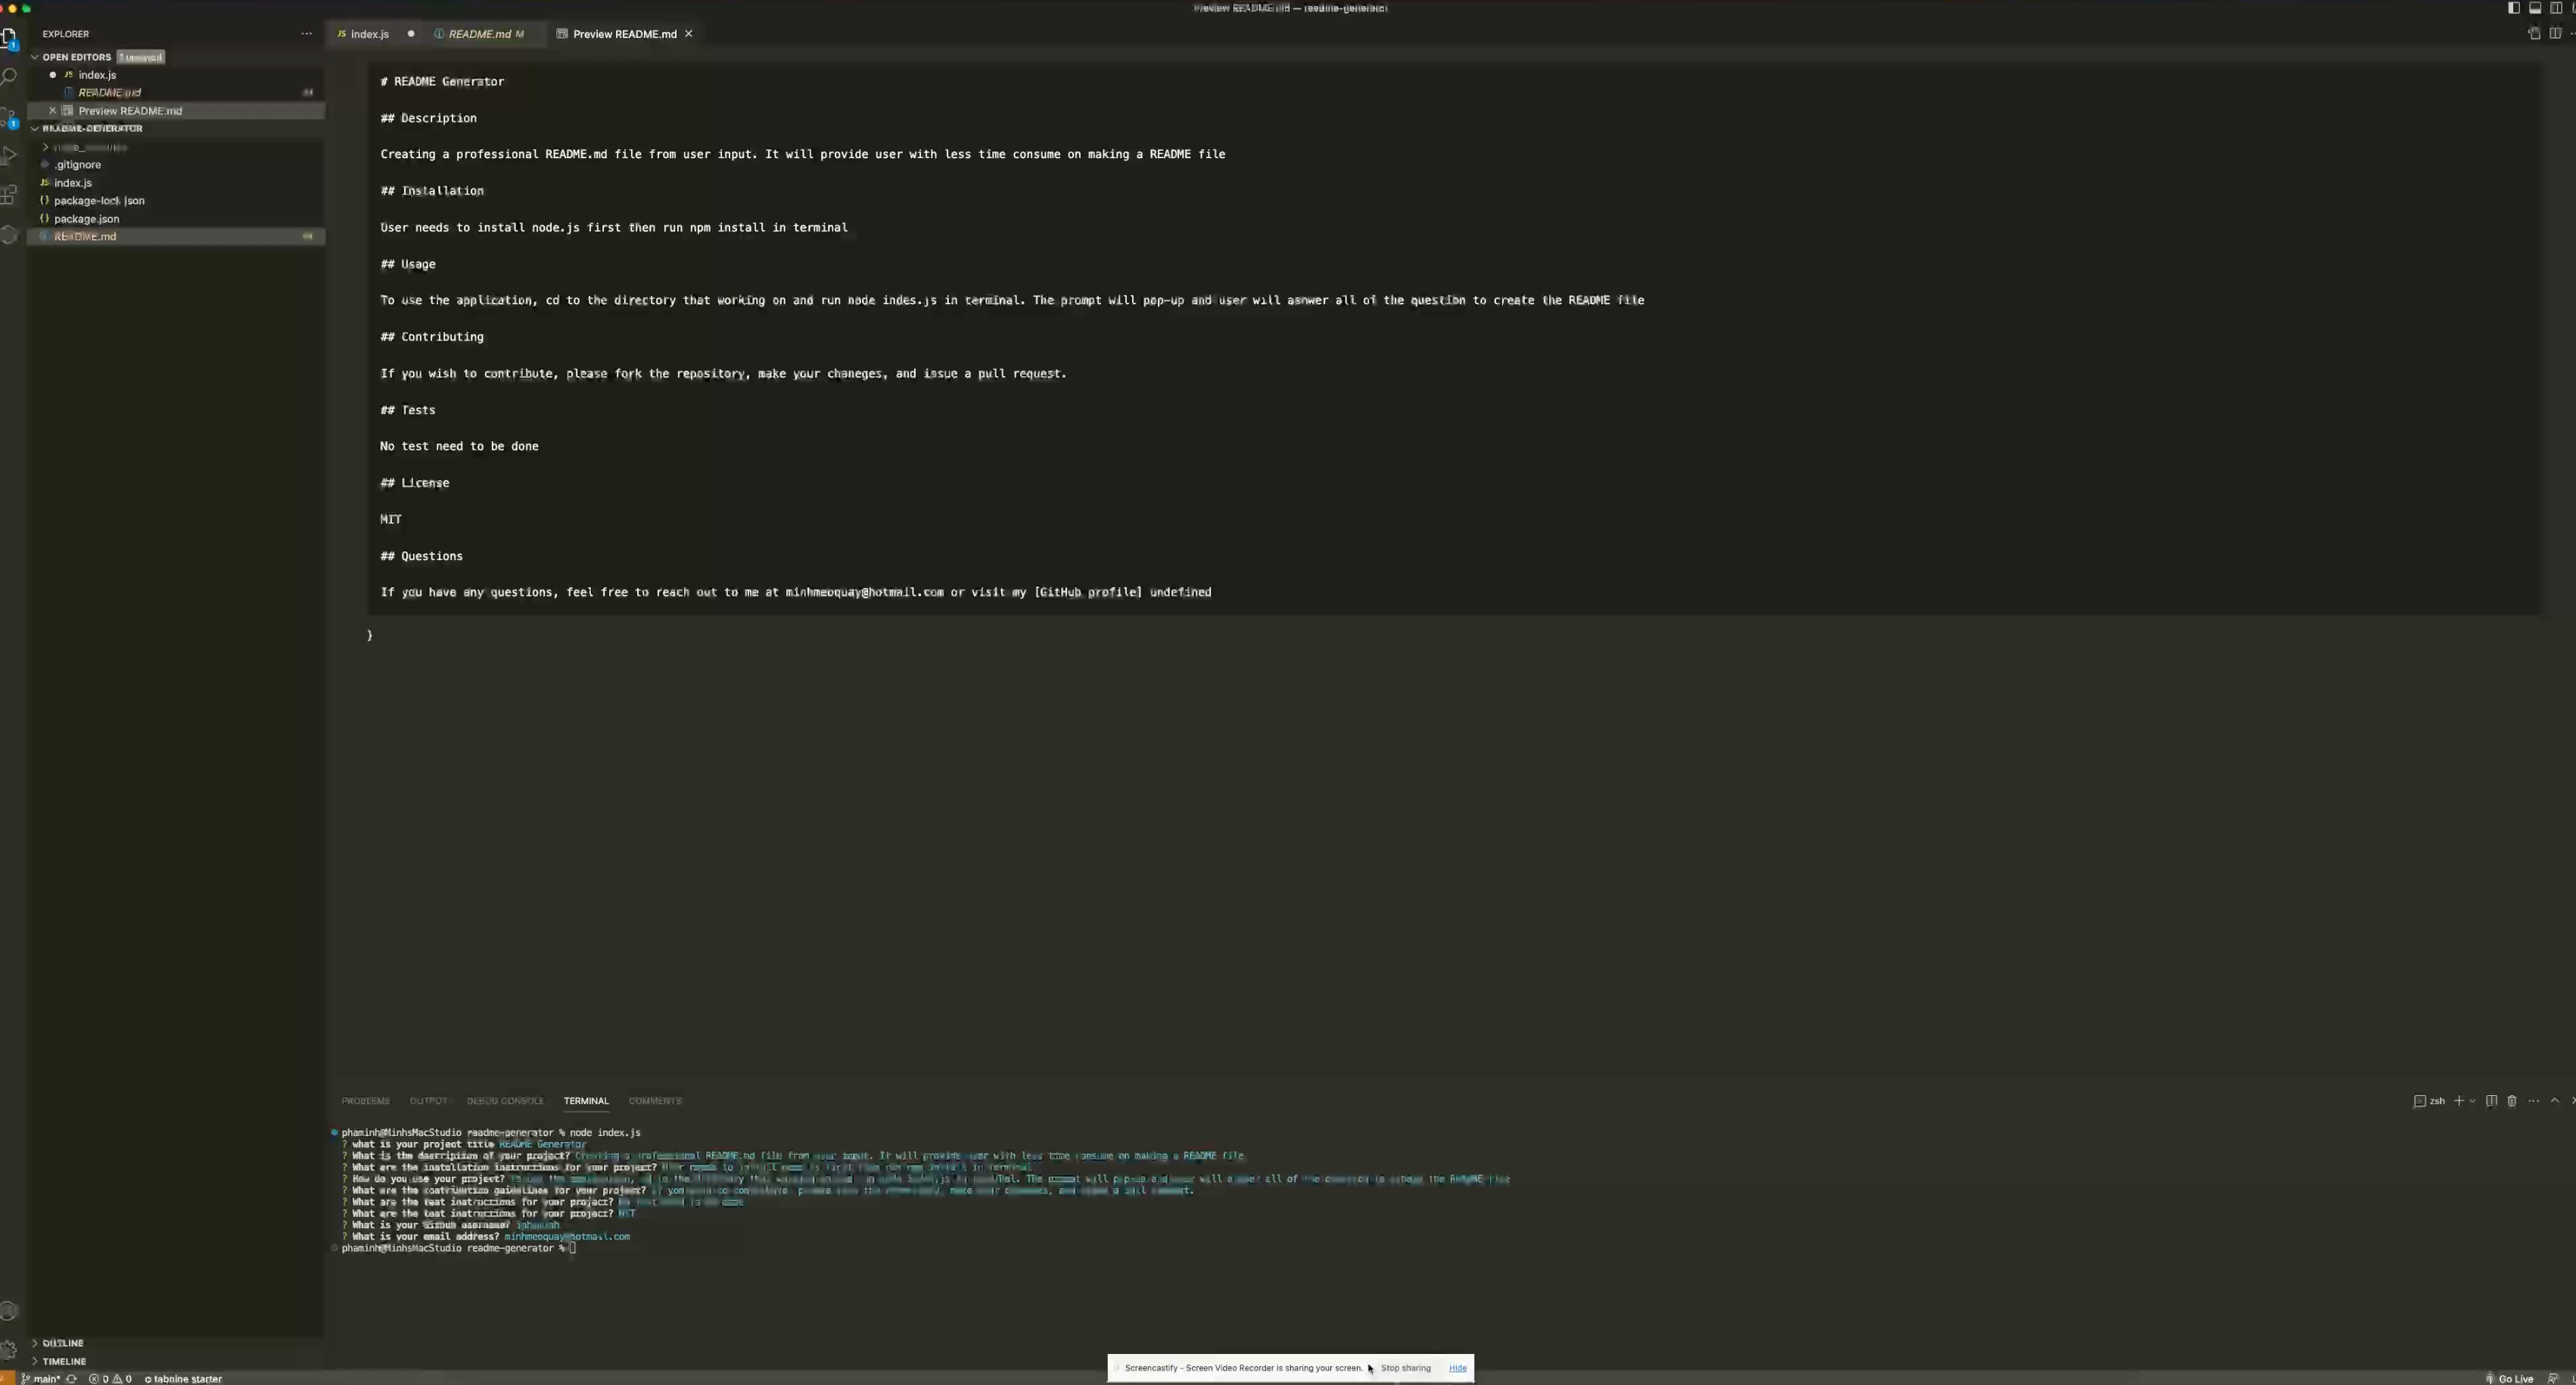 Preview README.md — readme-generator
EXPLORER
index.js
README.md M
Preview README.md
OPEN EDITORS 1 unsaved
index.js
README.md
Preview README.md
README-GENERATOR
.gitignore
index.js
package-lock.json
package.json
README.md
# README Generator
## Description
Creating a professional README.md file from user input. It will provide user with less time consume on making a README file
## Installation
User needs to install node.js first then run npm install in terminal
## Usage
To use the application, cd to the directory that working on and run node index.js in terminal. The prompt will pop-up and user will answer all of the question to create the README file
## Contributing
If you wish to contribute, please fork the repository, make your chaneges, and issue a pull request.
## Tests
No test need to be done
## License
MIT
## Questions
If you have any questions, feel free to reach out to me at minhmeoquay@hotmail.com or visit my [GitHub profile] undefined
}
PROBLEMS OUTPUT DEBUG CONSOLE TERMINAL COMMENTS
zsh
phaminh@MinhsMacStudio readme-generator % node index.js
? what is your project title README Generator
? What is the description of your project? Creating a professional README.md file from user input. It will provide user with less time consume on making a README file
? What are the installation instructions for your project?
? How do you use your project? The prompt will all of the README file
? What are the contribution guidelines for your project?
? What are the test instructions for your project?
? What are the test instructions for your project? MIT
? What is your Github username?
? What is your email address? minhmeoquay@hotmail.com
phaminh@MinhsMacStudio readme-generator %
OUTLINE
TIMELINE
Screencastify - Screen Video Recorder is sharing your screen. Stop sharing Hide
main* 0 0 tabnine starter
Go Live